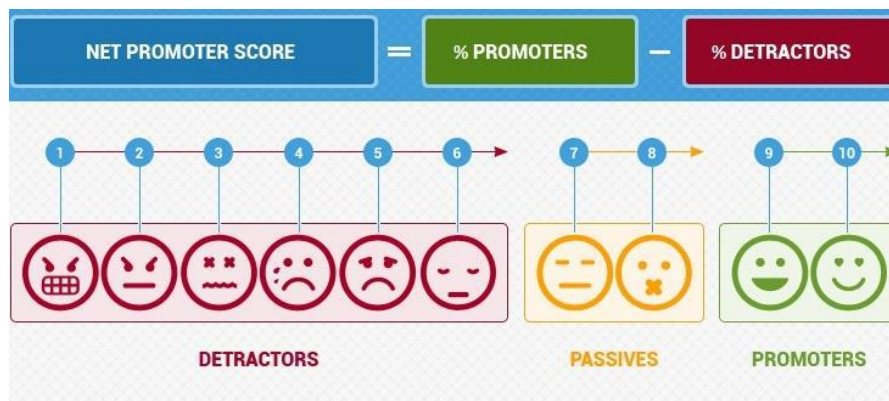 NET PROMOTER SCORE = % PROMOTERS — % DETRACTORS
1 2 3 4 5 6 7 8 9 10
DETRACTORS PASSIVES PROMOTERS